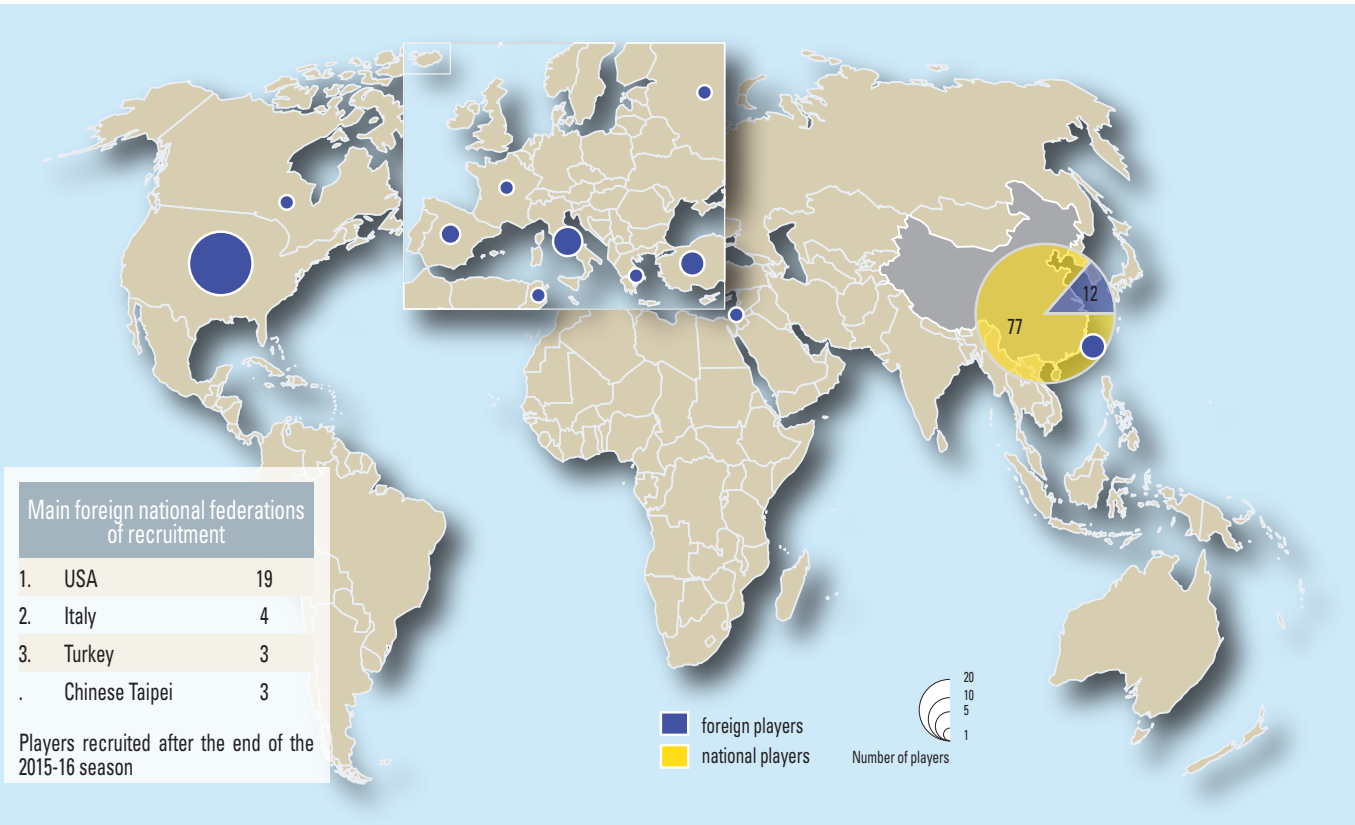 12
77
Main foreign national federations
of recruitment
1. USA 19
2. Italy 4
3. Turkey 3
. Chinese Taipei 3
Players recruited after the end of the
2015-16 season
foreign players
national players
20
10
5
1
Number of players